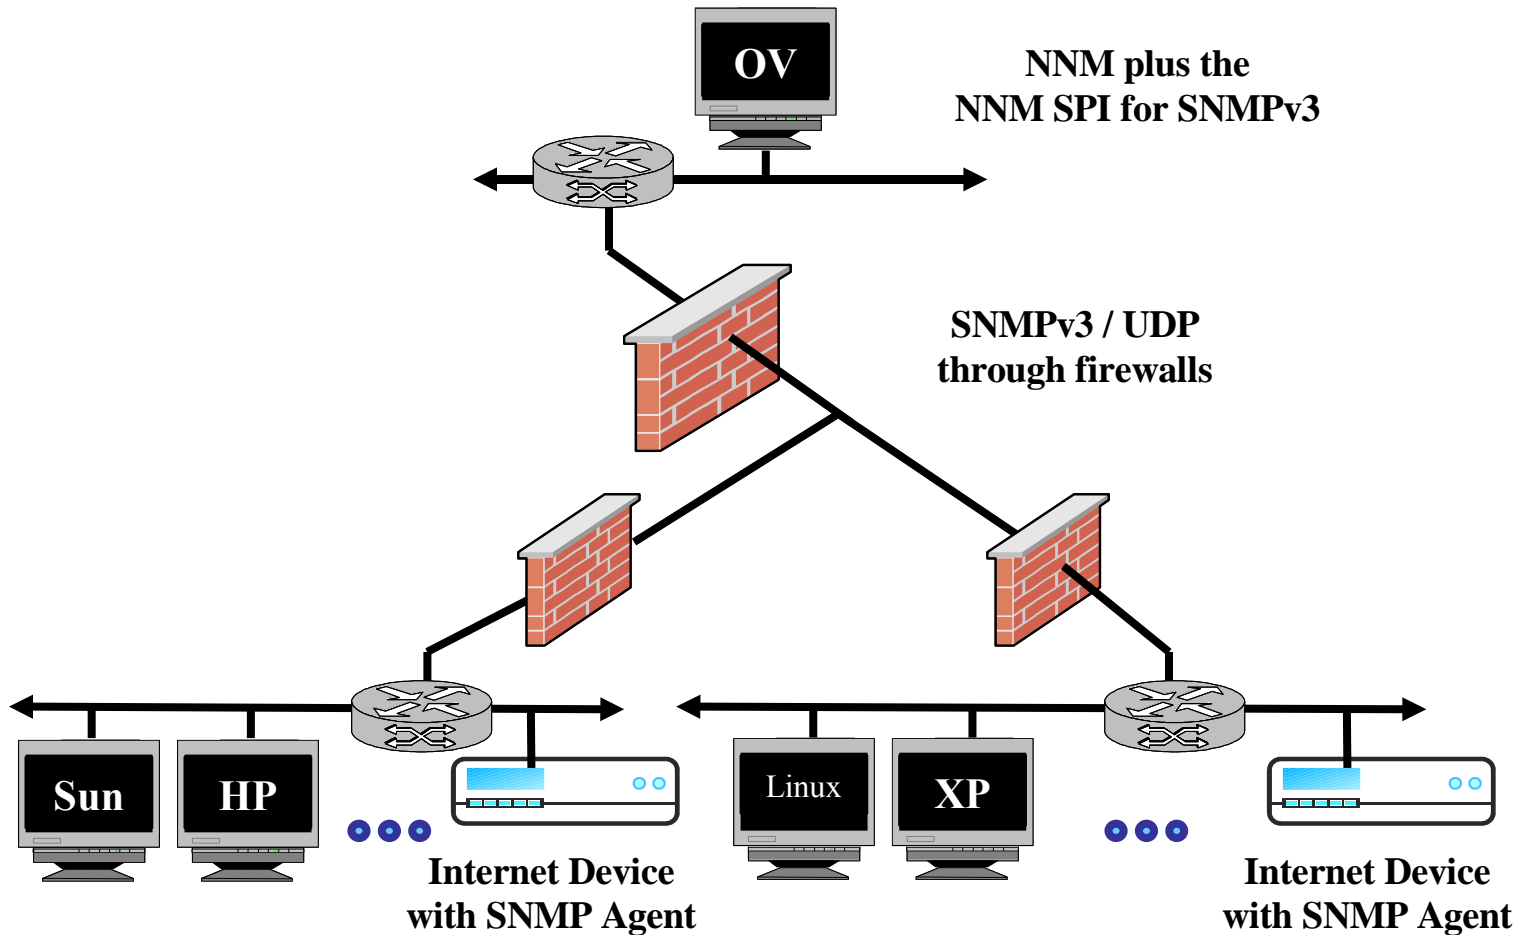 OV
NNM plus the
NNM SPI for SNMPv3
SNMPv3 / UDP
through firewalls
Sun
HP
Linux
XP
Internet Device
with SNMP Agent
Internet Device
with SNMP Agent